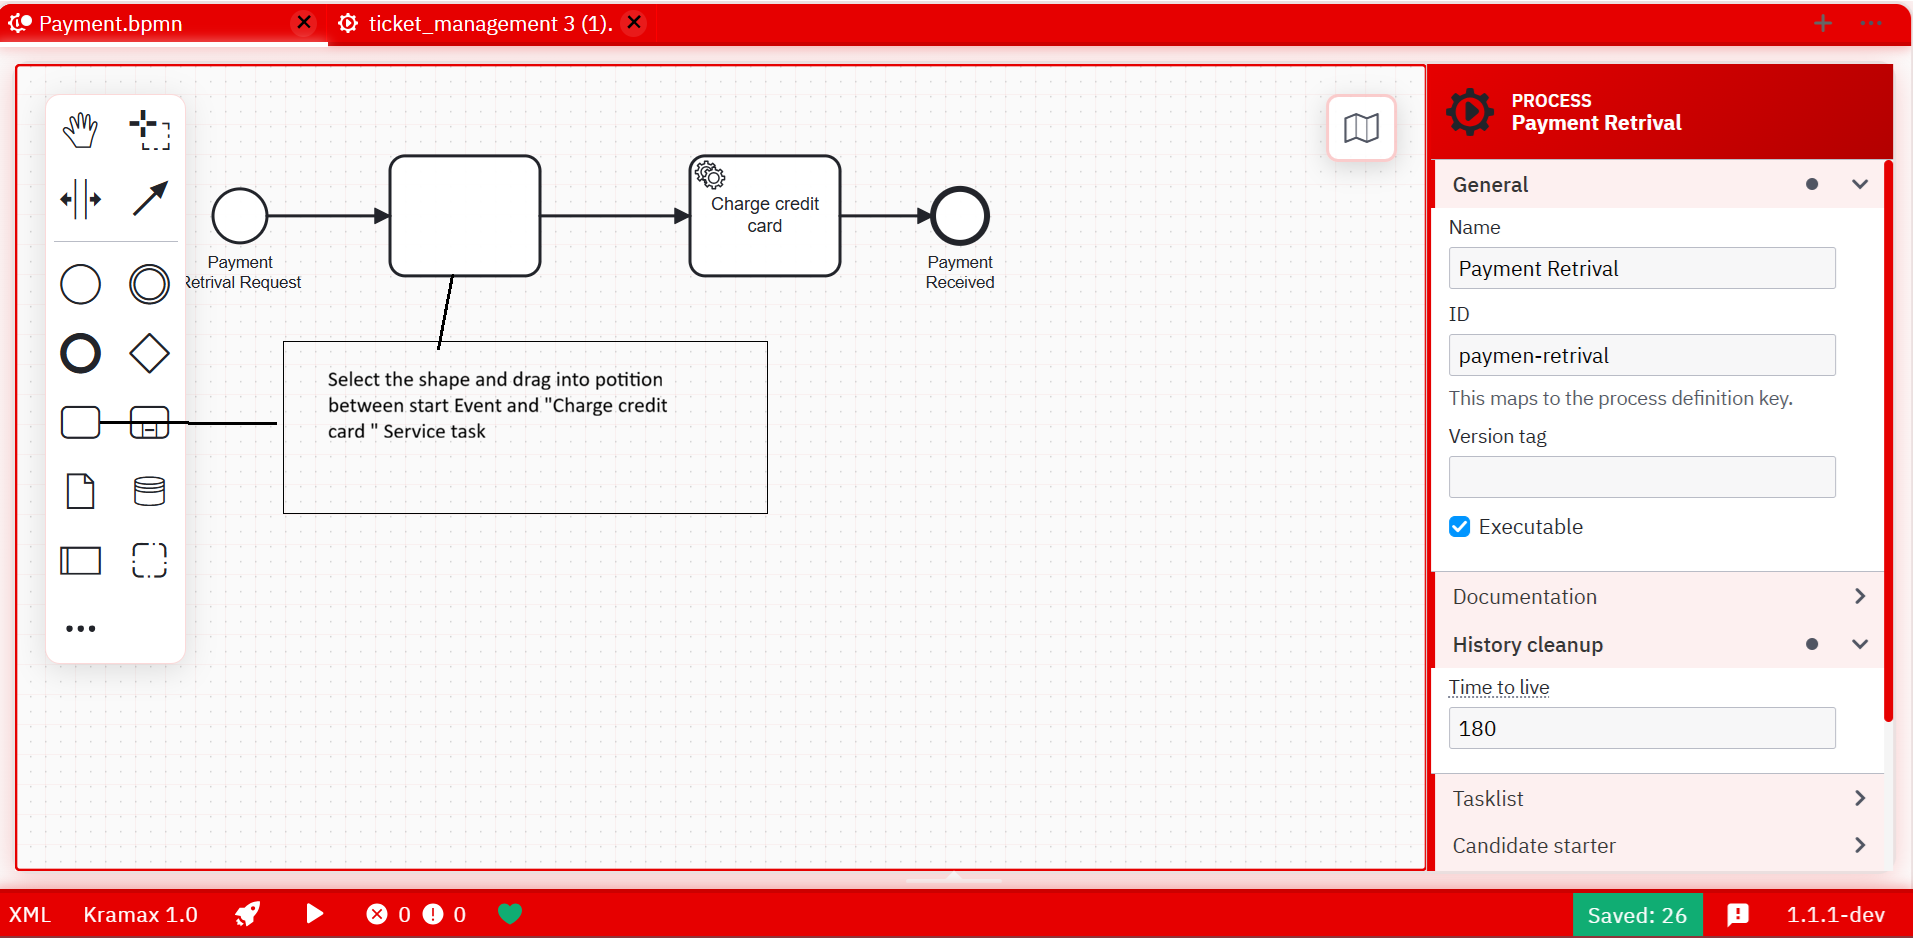 Payment.bpmn
ticket_management 3 (1).
PROCESS
Payment Retrival
General
Name
Payment Retrival
ID
paymen-retrival
This maps to the process definition key.
Version tag
Executable
Documentation
History cleanup
Time to live
180
Tasklist
Candidate starter
Charge credit
card
Payment
Retrival Request
Payment
Received
Select the shape and drag into potition
between start Event and "Charge credit
card " Service task
XML
Kramax 1.0
0
0
Saved: 26
1.1.1-dev